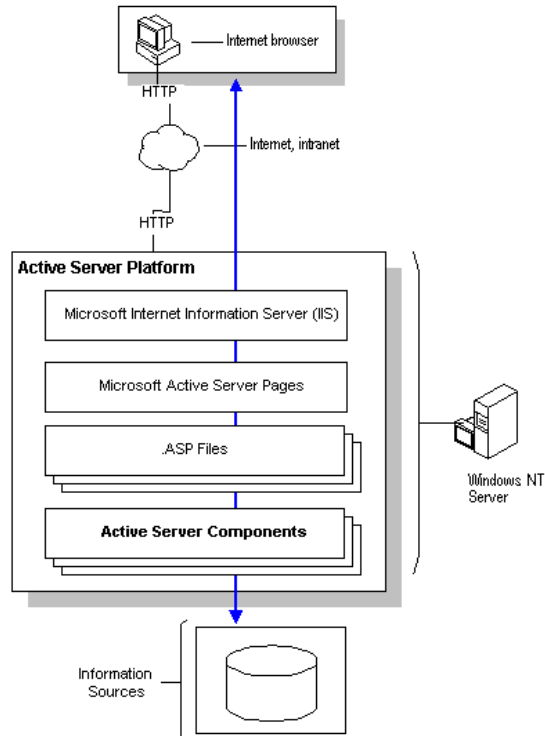 Internet browser
HTTP
Internet, intranet
HTTP
Active Server Platform
Microsoft Internet Information Server (IIS)
Microsoft Active Server Pages
.ASP Files
Active Server Components
Windows NT
Server
Information
Sources